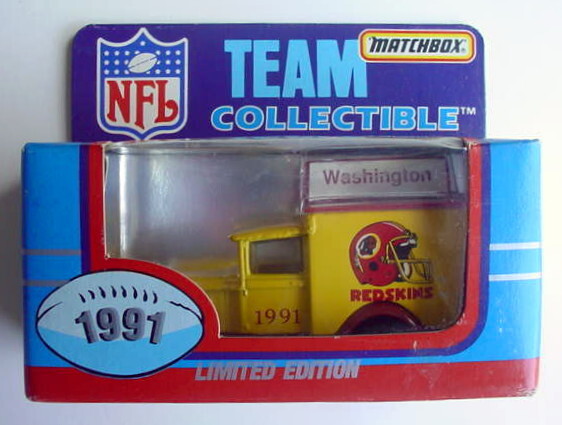 NFL
TEAM
MATCHBOX
COLLECTIBLE™
Washington
REDSKINS
1991
1991
LIMITED EDITION